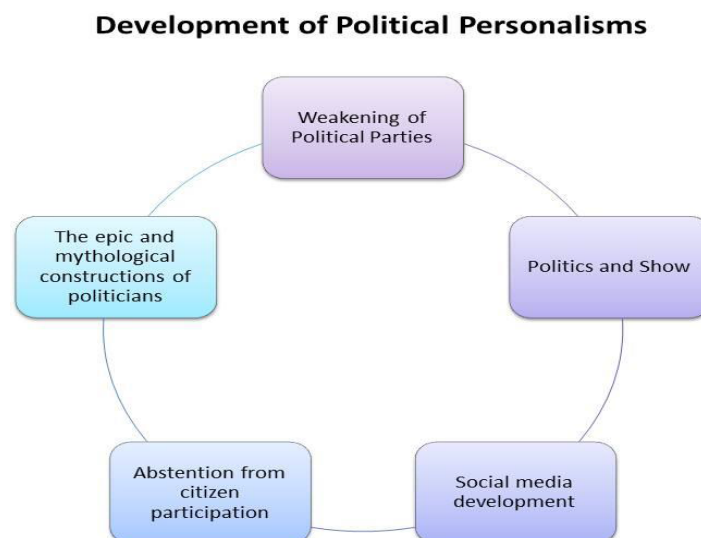 Development of Political Personalisms
Weakening of
Political Parties
Politics and Show
Social media
development
Abstention from
citizen
participation
The epic and
mythological
constructions of
politicians